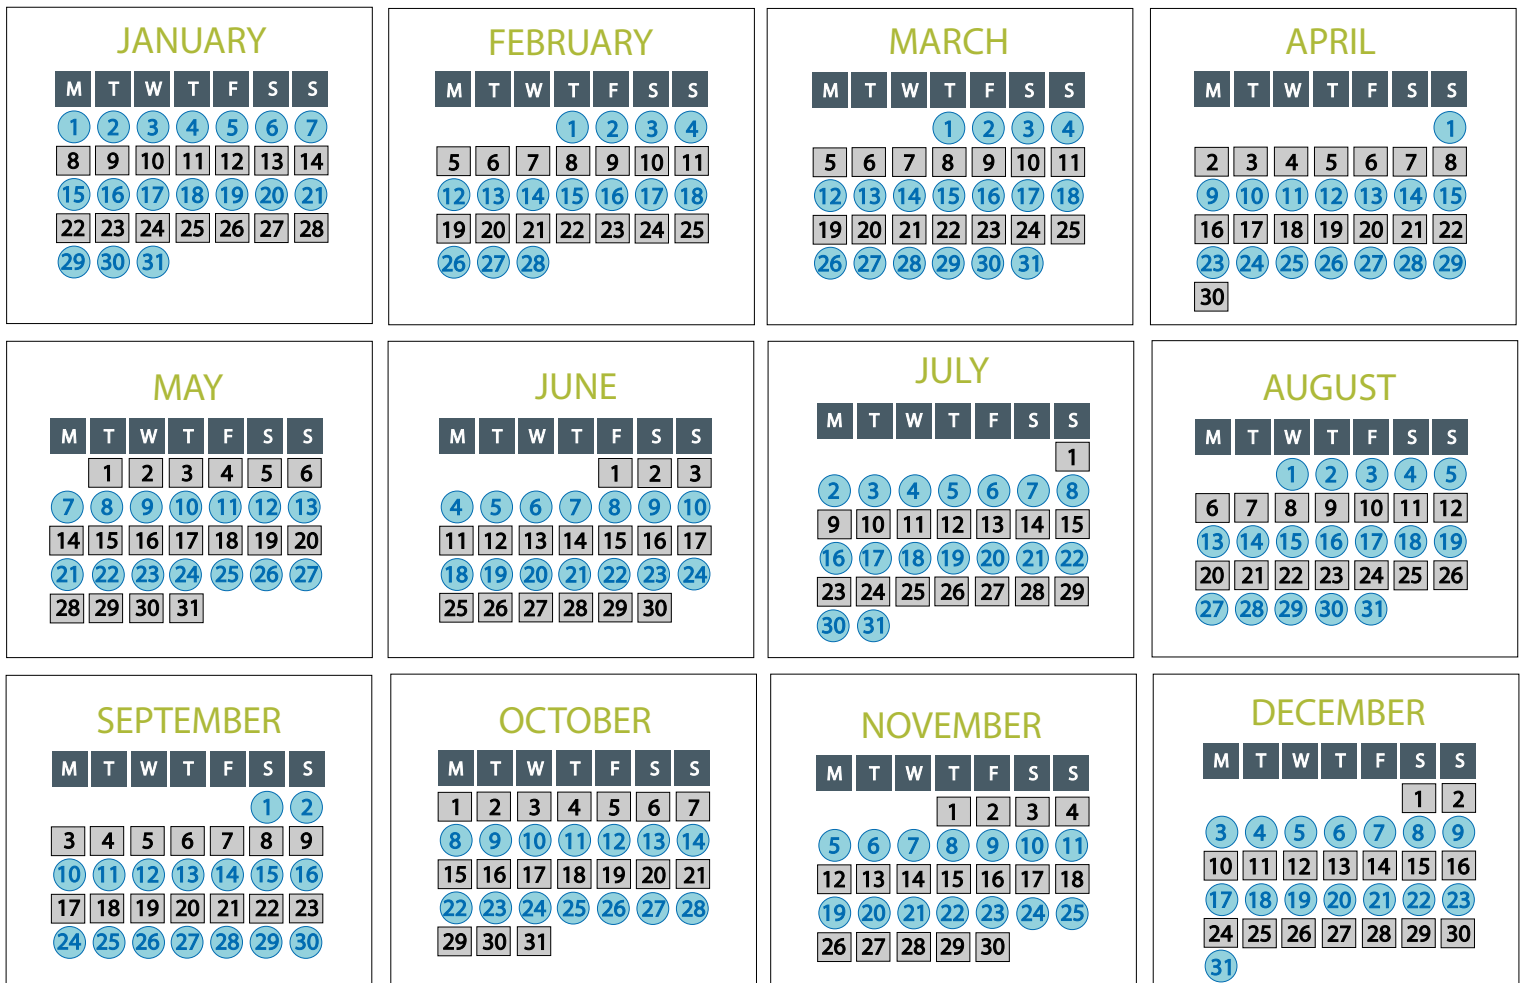 JANUARY
M T W T F S S
1 2 3 4 5 6 7
8 9 10 11 12 13 14
15 16 17 18 19 20 21
22 23 24 25 26 27 28
29 30 31
FEBRUARY
M T W T F S S
1 2 3 4
5 6 7 8 9 10 11
12 13 14 15 16 17 18
19 20 21 22 23 24 25
26 27 28
MARCH
M T W T F S S
1 2 3 4
5 6 7 8 9 10 11
12 13 14 15 16 17 18
19 20 21 22 23 24 25
26 27 28 29 30 31
APRIL
M T W T F S S
1
2 3 4 5 6 7 8
9 10 11 12 13 14 15
16 17 18 19 20 21 22
23 24 25 26 27 28 29
30
MAY
M T W T F S S
1 2 3 4 5 6
7 8 9 10 11 12 13
14 15 16 17 18 19 20
21 22 23 24 25 26 27
28 29 30 31
JUNE
M T W T F S S
1 2 3
4 5 6 7 8 9 10
11 12 13 14 15 16 17
18 19 20 21 22 23 24
25 26 27 28 29 30
JULY
M T W T F S S
1
2 3 4 5 6 7 8
9 10 11 12 13 14 15
16 17 18 19 20 21 22
23 24 25 26 27 28 29
30 31
AUGUST
M T W T F S S
1 2 3 4 5
6 7 8 9 10 11 12
13 14 15 16 17 18 19
20 21 22 23 24 25 26
27 28 29 30 31
SEPTEMBER
M T W T F S S
1 2
3 4 5 6 7 8 9
10 11 12 13 14 15 16
17 18 19 20 21 22 23
24 25 26 27 28 29 30
OCTOBER
M T W T F S S
1 2 3 4 5 6 7
8 9 10 11 12 13 14
15 16 17 18 19 20 21
22 23 24 25 26 27 28
29 30 31
NOVEMBER
M T W T F S S
1 2 3 4
5 6 7 8 9 10 11
12 13 14 15 16 17 18
19 20 21 22 23 24 25
26 27 28 29 30
DECEMBER
M T W T F S S
1 2
3 4 5 6 7 8 9
10 11 12 13 14 15 16
17 18 19 20 21 22 23
24 25 26 27 28 29 30
31